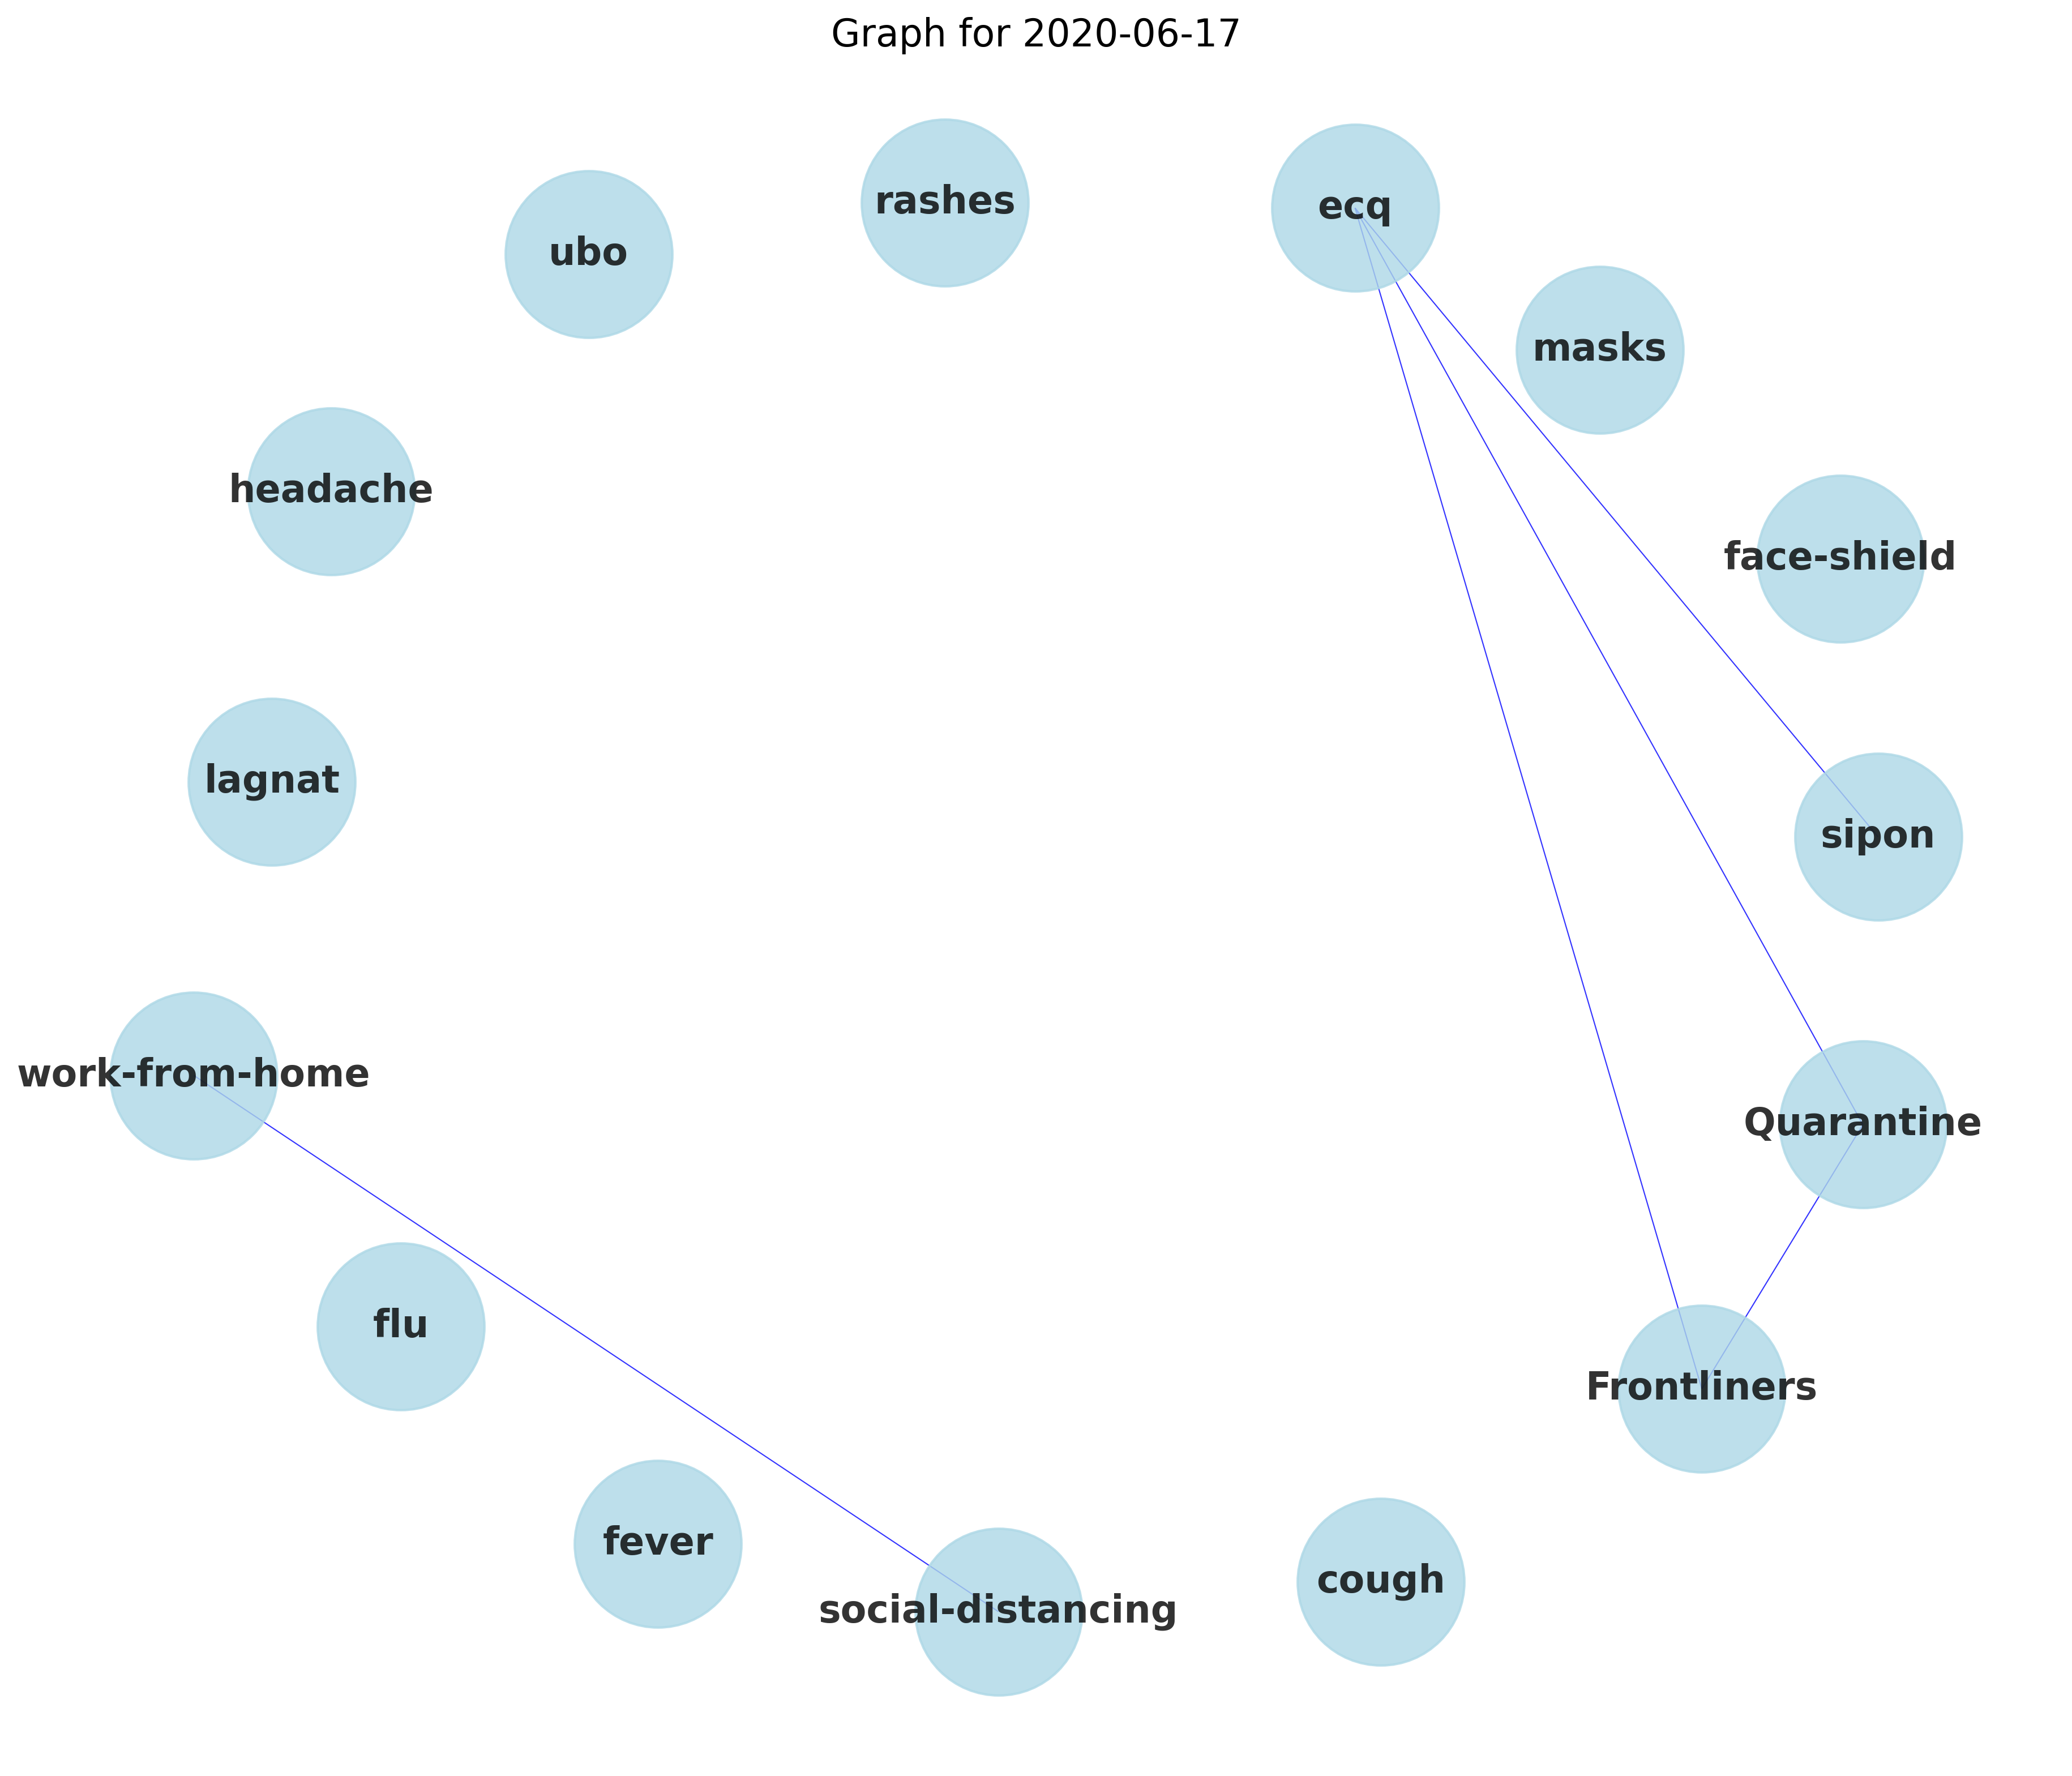 Graph for 2020-06-17
rashes
ecq
ubo
masks
headache
face-shield
lagnat
sipon
work-from-home
Quarantine
flu
Frontliners
fever
cough
social-distancing